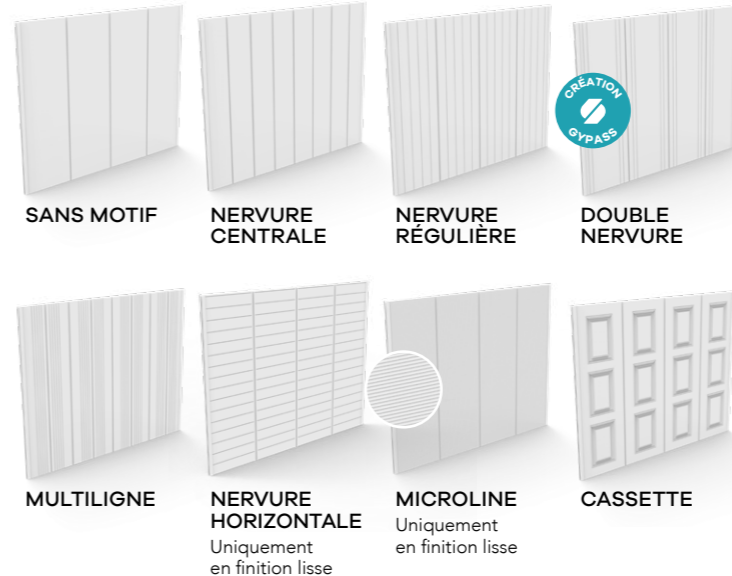 CRÉATION
GYPASS
SANS MOTIF
NERVURE
CENTRALE
NERVURE
RÉGULIÈRE
DOUBLE
NERVURE
MULTILIGNE
NERVURE
HORIZONTALE
Uniquement
en finition lisse
MICROLINE
Uniquement
en finition lisse
CASSETTE